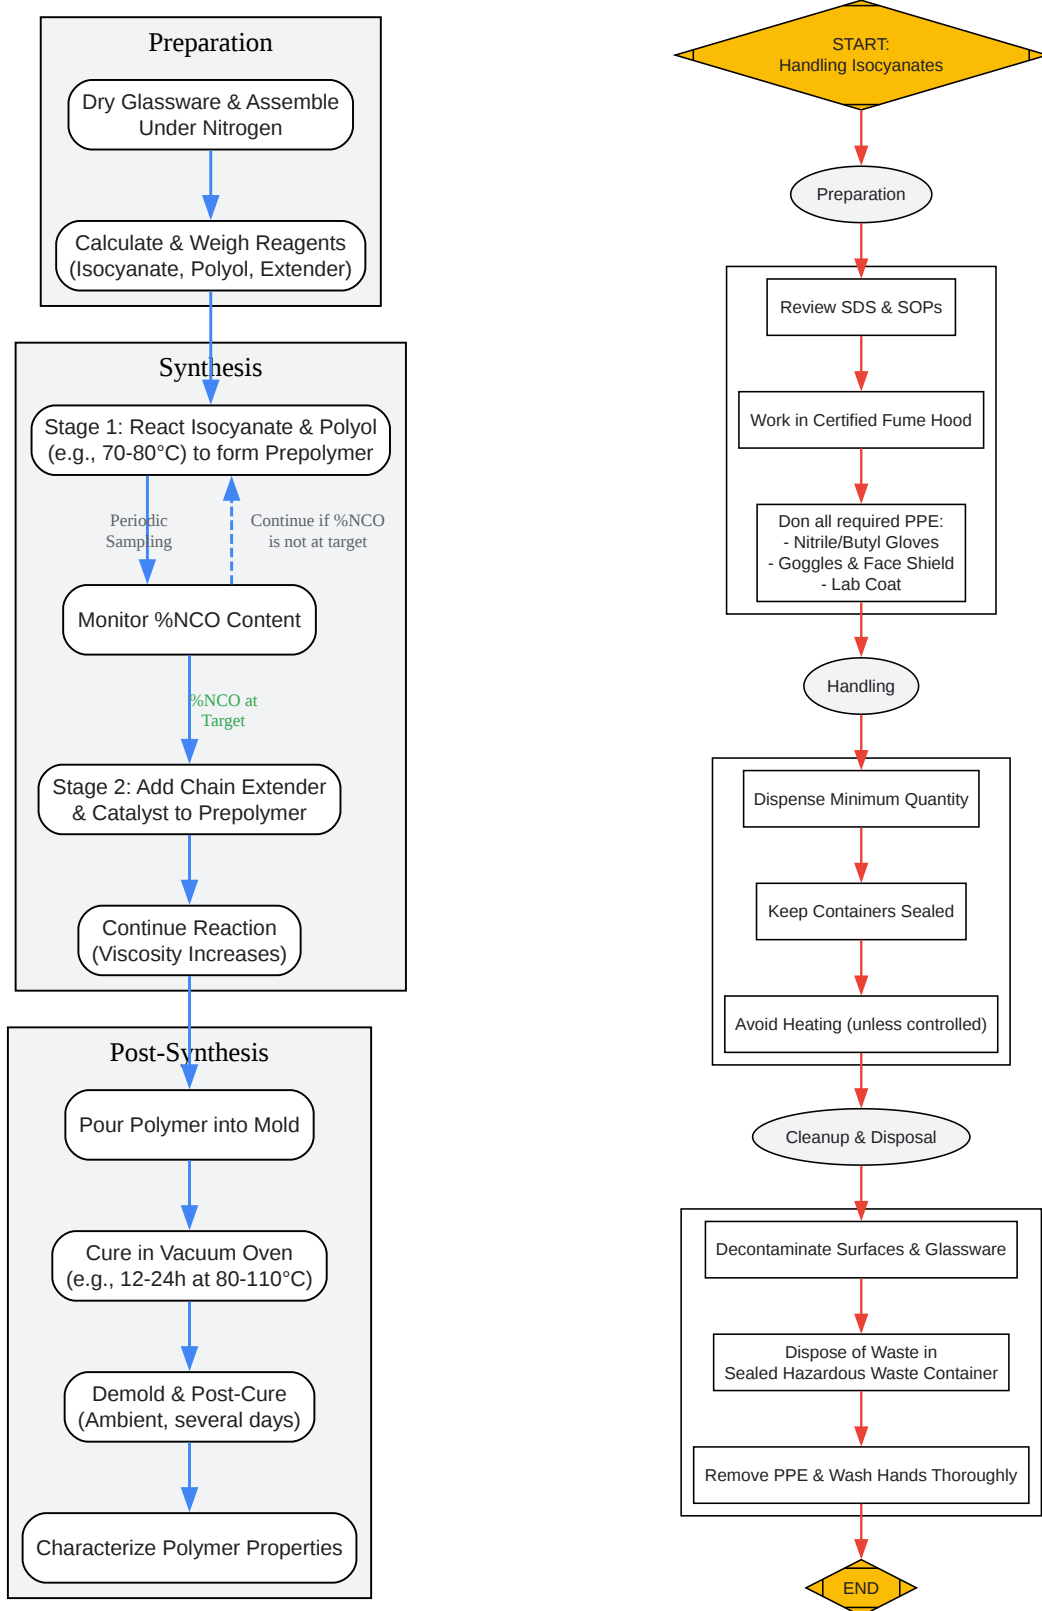 Preparation
Dry Glassware & Assemble
Under Nitrogen
Calculate & Weigh Reagents
(Isocyanate, Polyol, Extender)
Synthesis
Stage 1: React Isocyanate & Polyol
(e.g., 70-80°C) to form Prepolymer
Periodic
Sampling
Continue if %NCO
is not at target
Monitor %NCO Content
%NCO at
Target
Stage 2: Add Chain Extender
& Catalyst to Prepolymer
Continue Reaction
(Viscosity Increases)
Post-Synthesis
Pour Polymer into Mold
Cure in Vacuum Oven
(e.g., 12-24h at 80-110°C)
Demold & Post-Cure
(Ambient, several days)
Characterize Polymer Properties
START:
Handling Isocyanates
Preparation
Review SDS & SOPs
Work in Certified Fume Hood
Don all required PPE:
- Nitrile/Butyl Gloves
- Goggles & Face Shield
- Lab Coat
Handling
Dispense Minimum Quantity
Keep Containers Sealed
Avoid Heating (unless controlled)
Cleanup & Disposal
Decontaminate Surfaces & Glassware
Dispose of Waste in
Sealed Hazardous Waste Container
Remove PPE & Wash Hands Thoroughly
END